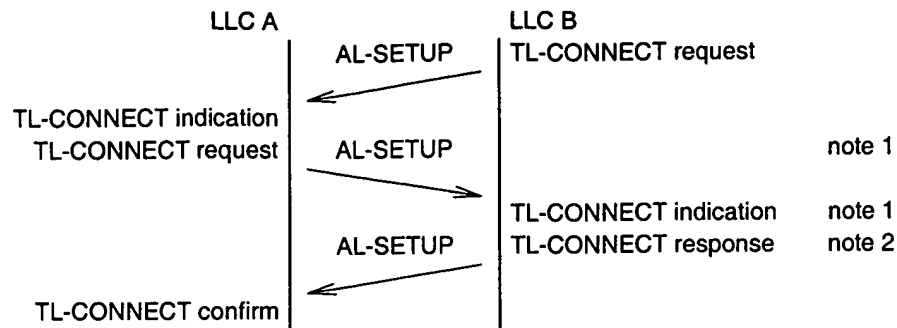 LLC A LLC B
AL-SETUP TL-CONNECT request
TL-CONNECT indication
TL-CONNECT request AL-SETUP note 1
TL-CONNECT indication note 1
AL-SETUP TL-CONNECT response note 2
TL-CONNECT confirm